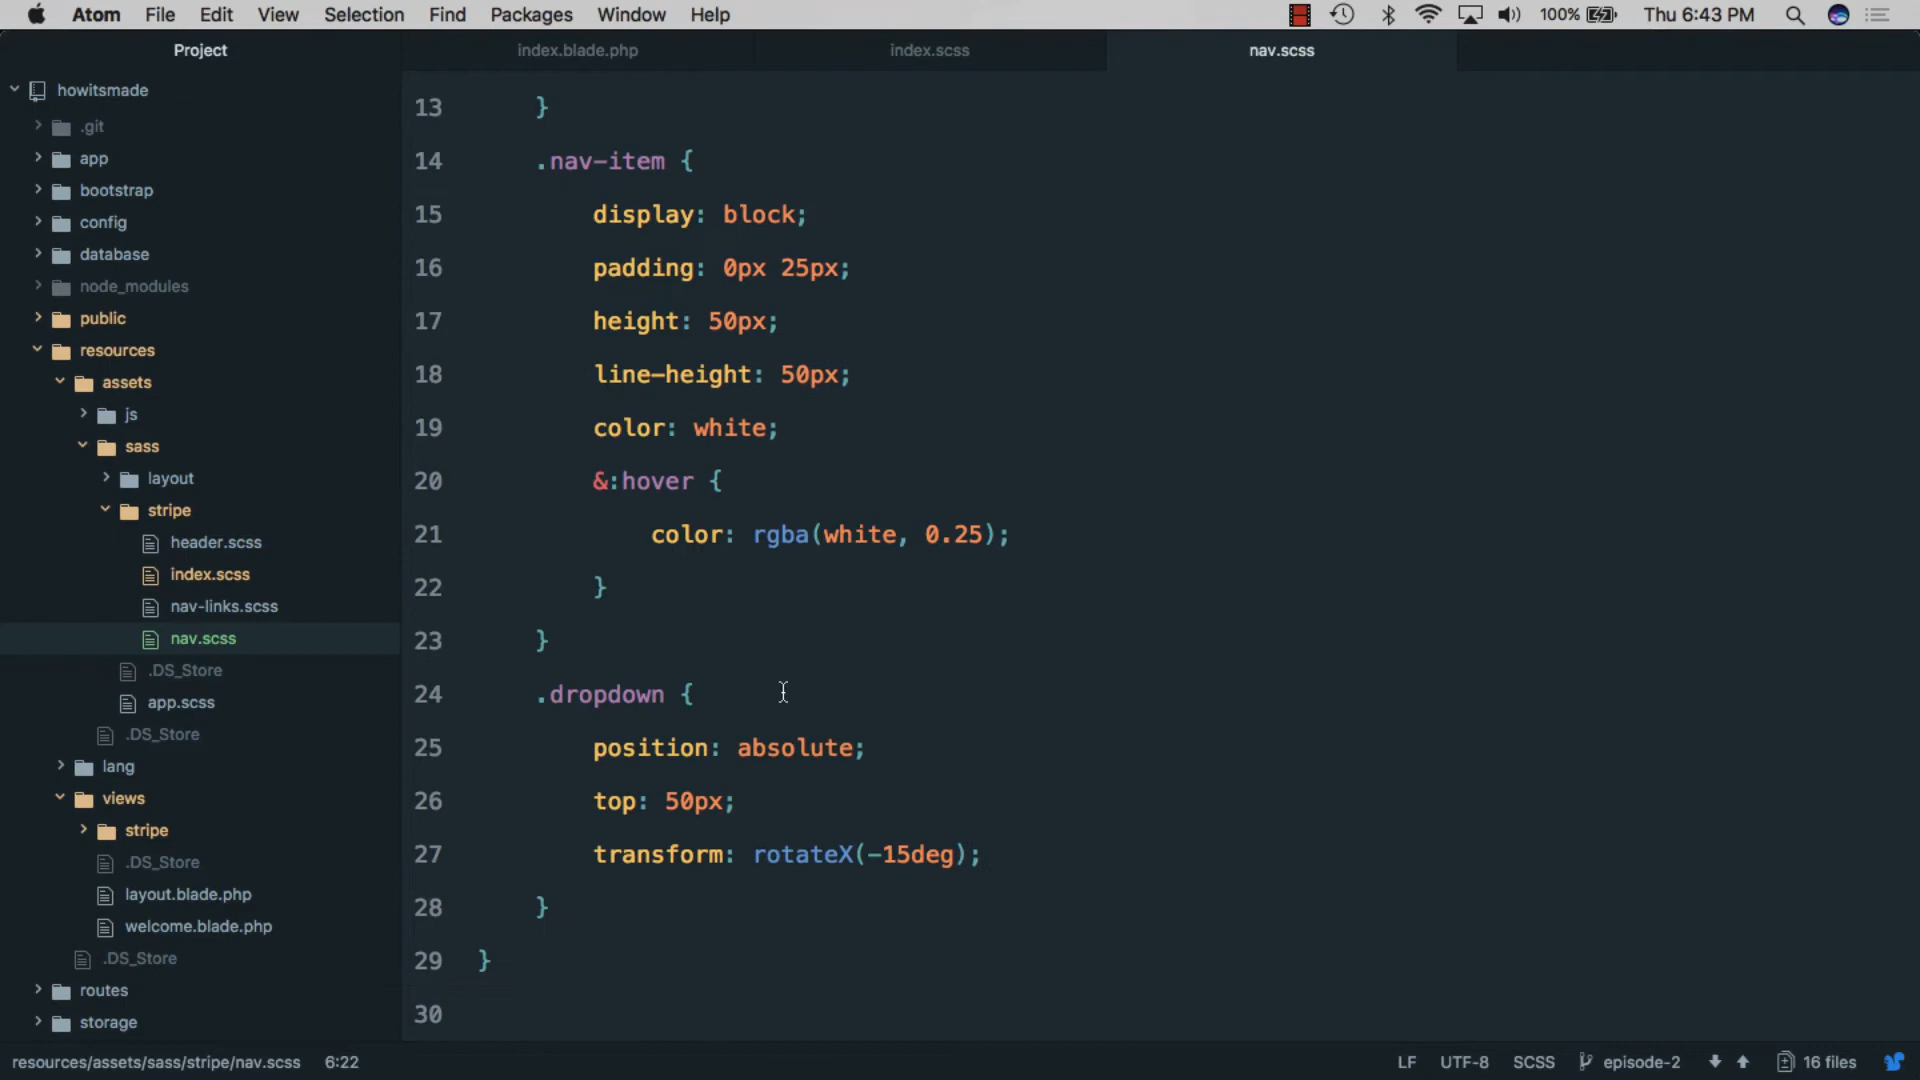 Atom File Edit View Selection Find Packages Window Help 100% Thu 6:43 PM
Project index.blade.php index.scss nav.scss
howitsmade
.git
app
bootstrap
config
database
node_modules
public
resources
assets
js
sass
layout
stripe
header.scss
index.scss
nav-links.scss
nav.scss
.DS_Store
app.scss
.DS_Store
lang
views
stripe
.DS_Store
layout.blade.php
welcome.blade.php
.DS_Store
routes
storage
13 }
14 .nav-item {
15 display: block;
16 padding: 0px 25px;
17 height: 50px;
18 line-height: 50px;
19 color: white;
20 &:hover {
21 color: rgba(white, 0.25);
22 }
23 }
24 .dropdown {
25 position: absolute;
26 top: 50px;
27 transform: rotateX(-15deg);
28 }
29 }
30
resources/assets/sass/stripe/nav.scss 6:22 LF UTF-8 SCSS episode-2 16 files